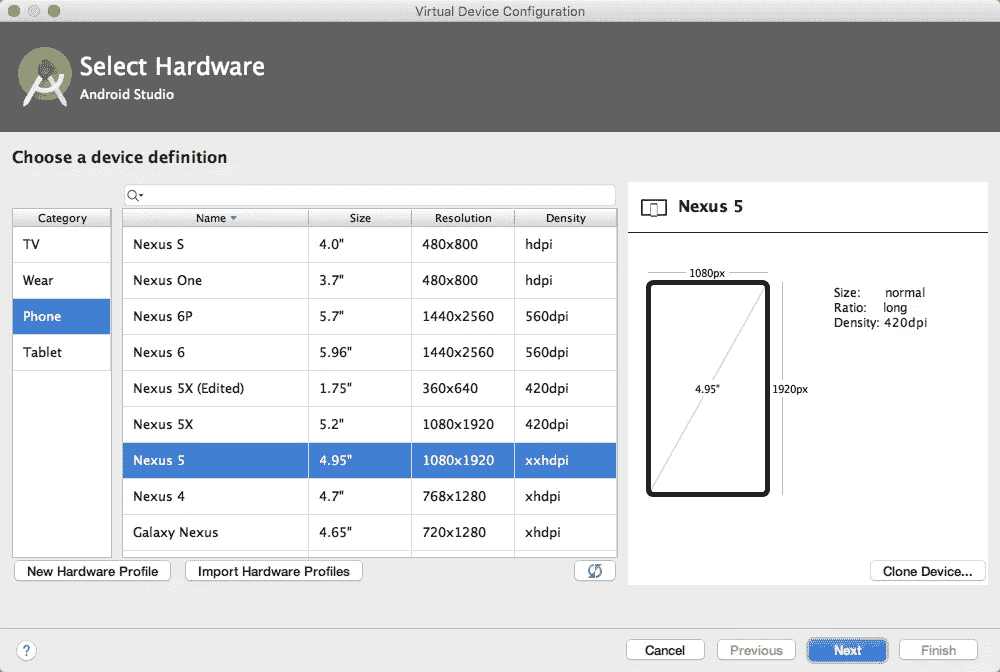 Virtual Device Configuration
Select Hardware
Android Studio
Choose a device definition
Category
TV
Wear
Phone
Tablet
Name Size Resolution Density
Nexus S 4.0" 480x800 hdpi
Nexus One 3.7" 480x800 hdpi
Nexus 6P 5.7" 1440x2560 560dpi
Nexus 6 5.96" 1440x2560 560dpi
Nexus 5X (Edited) 1.75" 360x640 420dpi
Nexus 5X 5.2" 1080x1920 420dpi
Nexus 5 4.95" 1080x1920 xxhdpi
Nexus 4 4.7" 768x1280 xhdpi
Galaxy Nexus 4.65" 720x1280 xhdpi
New Hardware Profile Import Hardware Profiles
Nexus 5
1080px
4.95"
1920px
Size: normal
Ratio: long
Density: 420dpi
Clone Device...
? Cancel Previous Next Finish